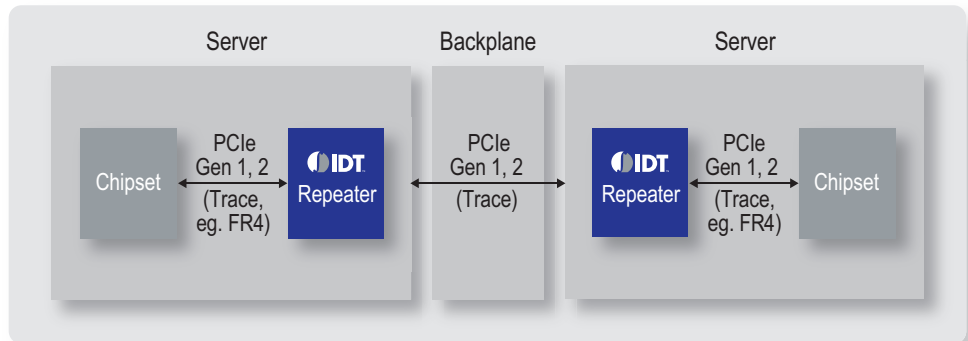 Server
Backplane
Server
Chipset
PCIe
Gen 1, 2
(Trace,
eg. FR4)
IDT
Repeater
PCIe
Gen 1, 2
(Trace)
IDT
Repeater
PCIe
Gen 1, 2
(Trace,
eg. FR4)
Chipset